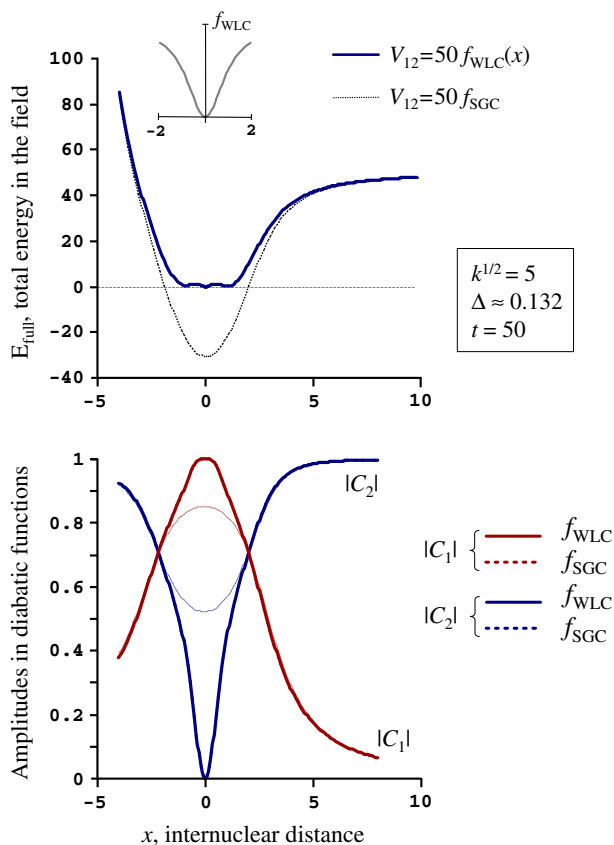 f_WLC
-2 0 2
V₁₂=50 f_WLC(x)
V₁₂=50 f_SGC
E_full, total energy in the field
100
80
60
40
20
0
-20
-40
-5 0 5 10
k^{1/2} = 5
Δ ≈ 0.132
t = 50
Amplitudes in diabatic functions
1
0.8
0.6
0.4
0.2
0
-5 0 5 10
|C₂|
|C₁|
|C₁| { f_WLC
f_SGC
|C₂| { f_WLC
f_SGC
x, internuclear distance